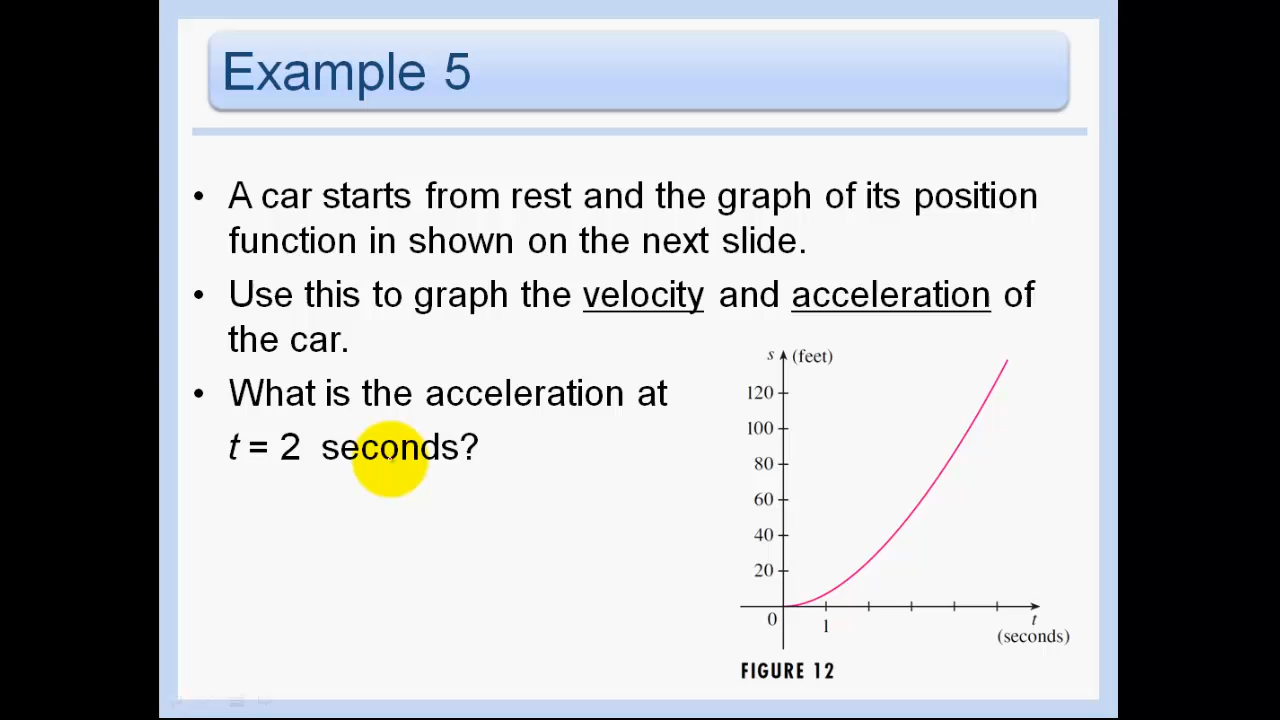 Example 5
• A car starts from rest and the graph of its position
function in shown on the next slide.
• Use this to graph the velocity and acceleration of
the car.
• What is the acceleration at
t = 2 seconds?
s (feet)
120
100
80
60
40
20
0
1
t
(seconds)
FIGURE 12